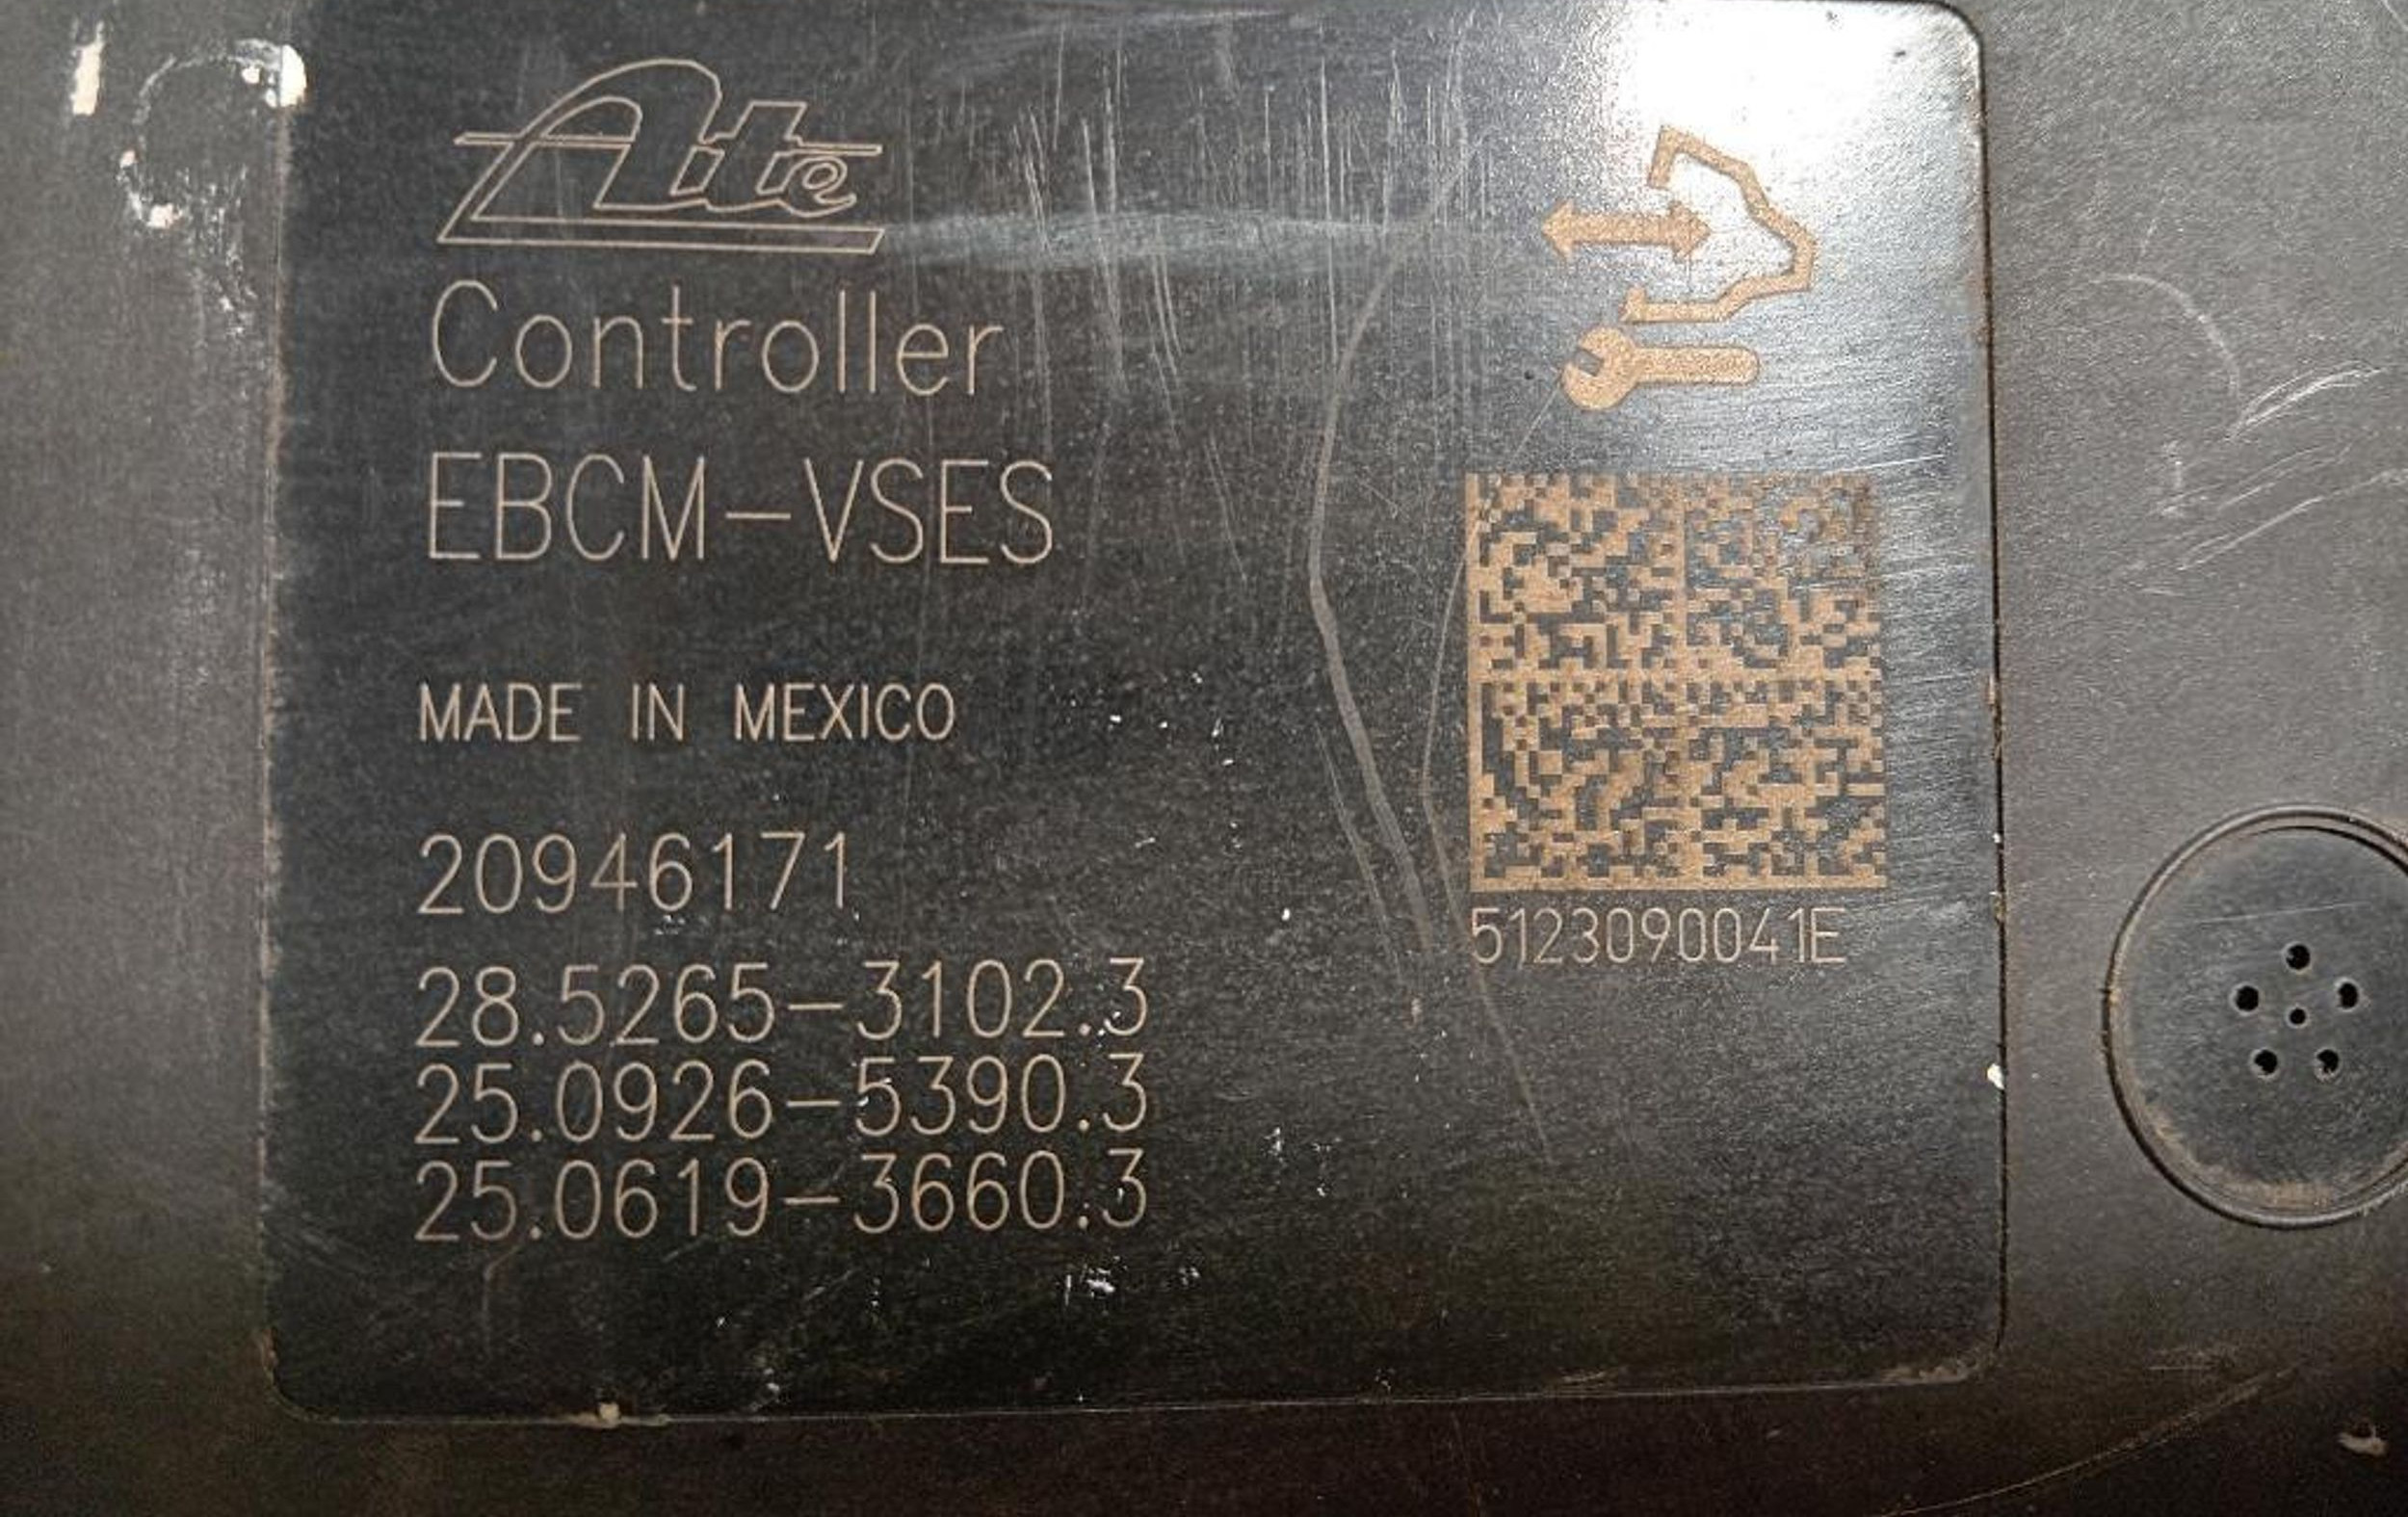 Ate
Controller
EBCM-VSES
MADE IN MEXICO
20946171
5123090041E
28.5265-3102.3
25.0926-5390.3
25.0619-3660.3